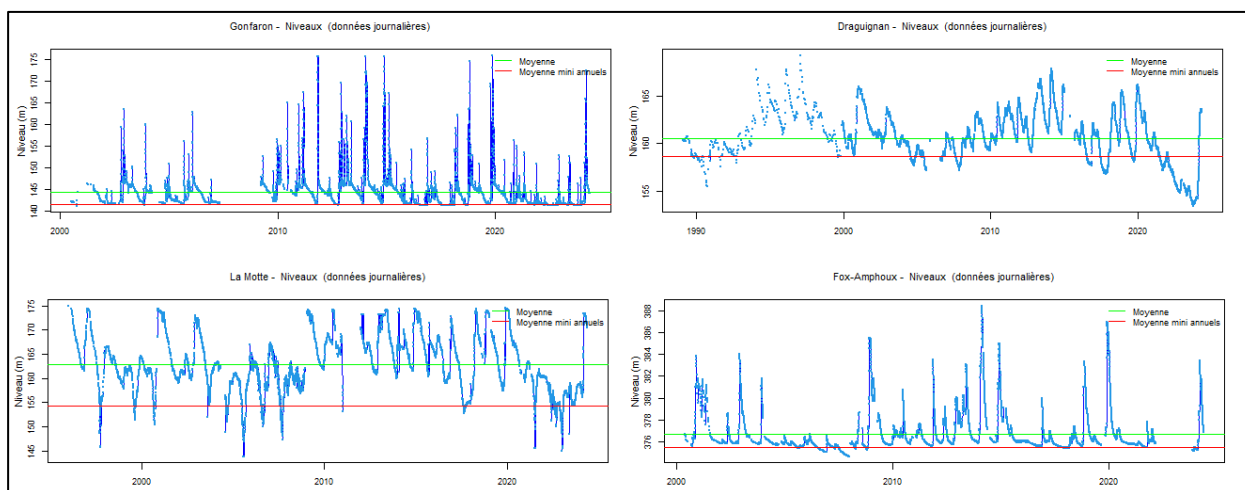 Gonfaron - Niveaux (données journalières)
Niveau (m)
175
170
165
160
155
150
145
140
Moyenne
Moyenne mini annuels
2000
2010
2020
Draguignan - Niveaux (données journalières)
Niveau (m)
165
160
155
Moyenne
Moyenne mini annuels
1990
2000
2010
2020
La Motte - Niveaux (données journalières)
Niveau (m)
175
170
165
160
155
150
145
Moyenne
Moyenne mini annuels
2000
2010
2020
Fox-Amphoux - Niveaux (données journalières)
Niveau (m)
388
386
384
382
380
378
376
Moyenne
Moyenne mini annuels
2000
2010
2020